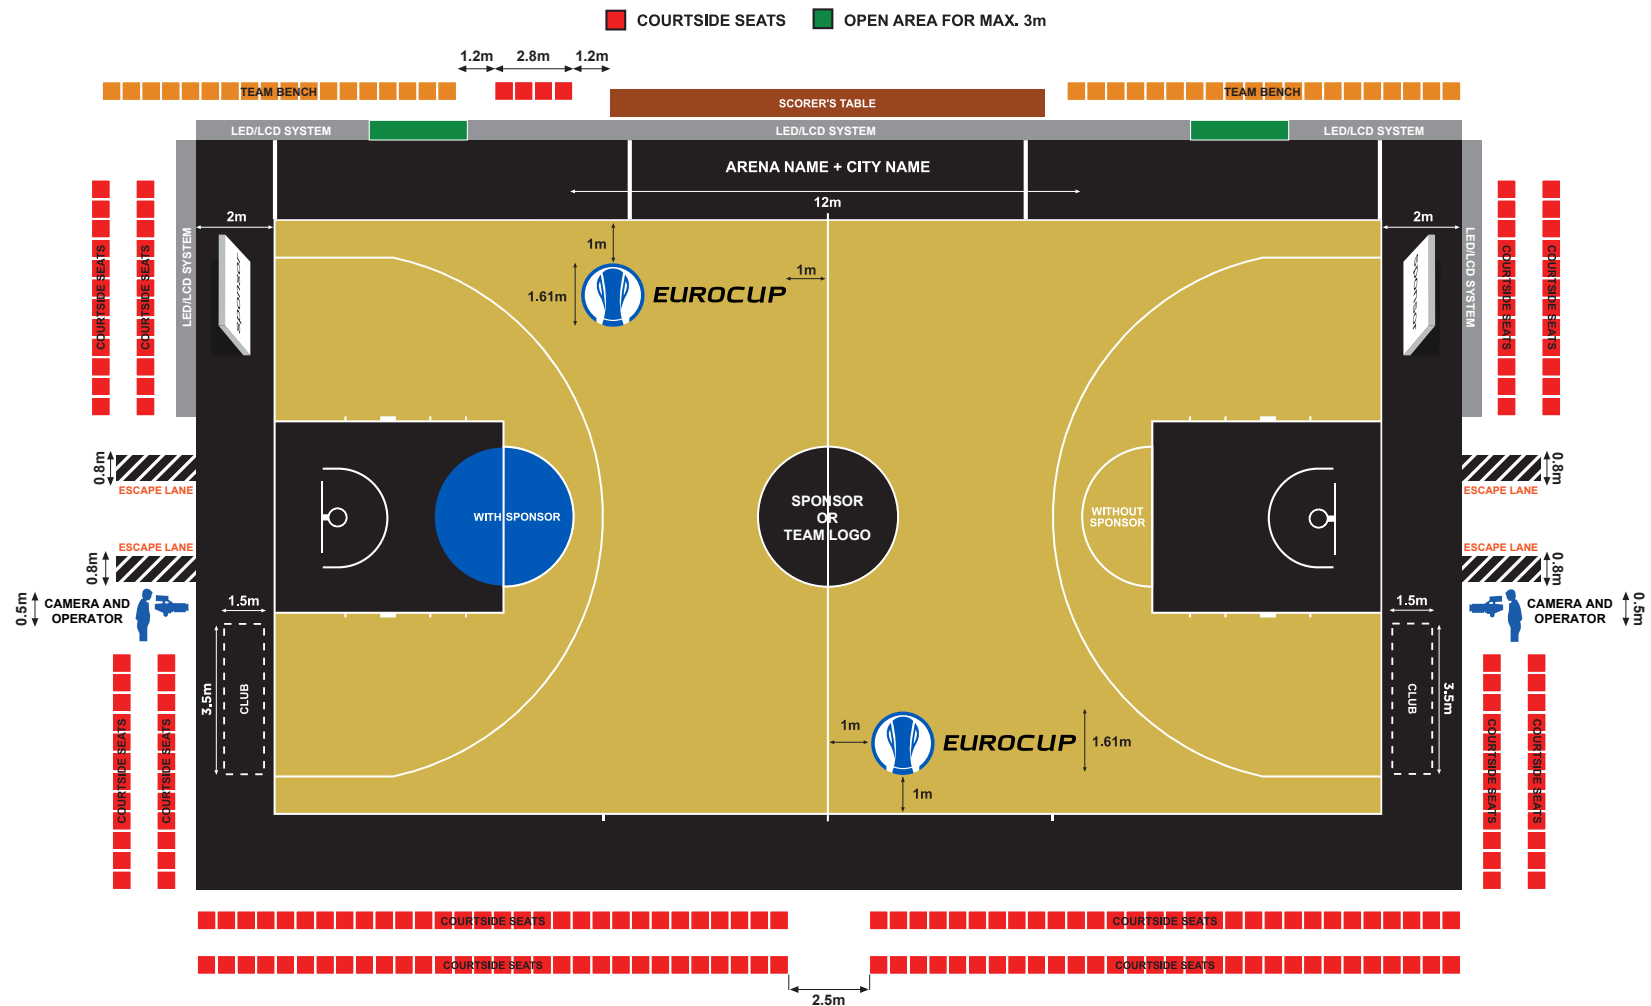 COURTSIDE SEATS
OPEN AREA FOR MAX. 3m
1.2m
2.8m
1.2m
TEAM BENCH
SCORER'S TABLE
TEAM BENCH
LED/LCD SYSTEM
LED/LCD SYSTEM
LED/LCD SYSTEM
ARENA NAME + CITY NAME
12m
2m
2m
1m
1m
1.61m
EUROCUP
LED/LCD SYSTEM
LED/LCD SYSTEM
sponsor
sponsor
COURTSIDE SEATS
COURTSIDE SEATS
COURTSIDE SEATS
COURTSIDE SEATS
0.8m
ESCAPE LANE
0.8m
ESCAPE LANE
WITH SPONSOR
SPONSOR
OR
TEAM LOGO
WITHOUT
SPONSOR
ESCAPE LANE
0.8m
ESCAPE LANE
0.8m
0.5m
CAMERA AND
OPERATOR
1.5m
1.5m
CAMERA AND
OPERATOR
0.5m
3.5m
CLUB
CLUB
3.5m
COURTSIDE SEATS
COURTSIDE SEATS
COURTSIDE SEATS
COURTSIDE SEATS
1m
EUROCUP
1.61m
1m
COURTSIDE SEATS
COURTSIDE SEATS
COURTSIDE SEATS
COURTSIDE SEATS
2.5m